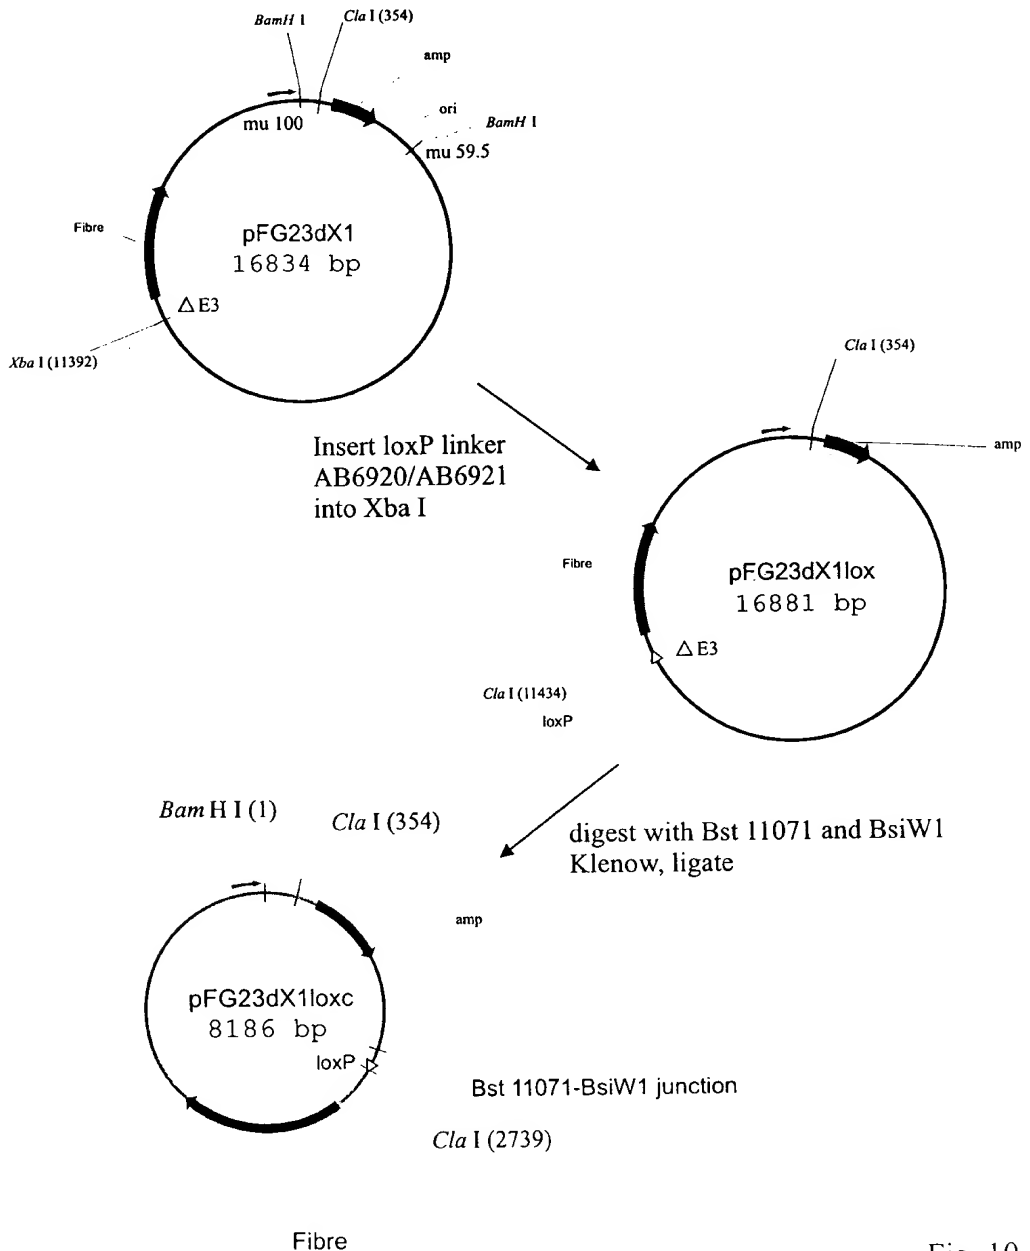 BamH I
Cla I (354)
amp
ori
BamH I
mu 100
mu 59.5
Fibre
pFG23dX1
16834 bp
△ E3
Xba I (11392)
Cla I (354)
Insert loxP linker
AB6920/AB6921
into Xba I
amp
Fibre
pFG23dX1lox
16881 bp
△ E3
Cla I (11434)
loxP
Bam H I (1)
Cla I (354)
digest with Bst 11071 and BsiW1
Klenow, ligate
amp
pFG23dX1loxc
8186 bp
loxP
Bst 11071-BsiW1 junction
Cla I (2739)
Fibre